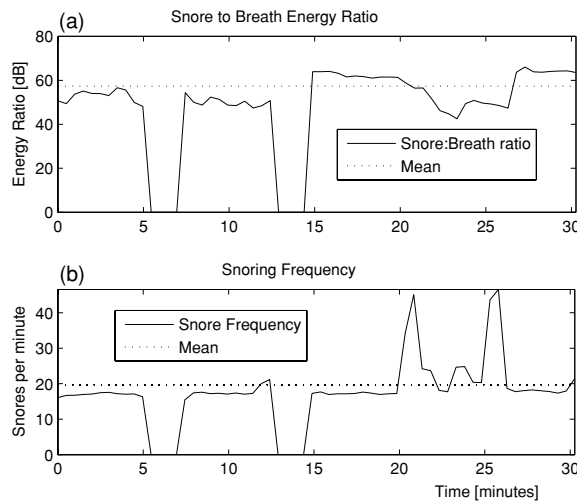 (a)
Snore to Breath Energy Ratio
80
60
40
20
0
Energy Ratio [dB]
Snore:Breath ratio
Mean
0 5 10 15 20 25 30
(b)
Snoring Frequency
40
30
20
10
0
Snores per minute
Snore Frequency
Mean
0 5 10 15 20 25 30
Time [minutes]